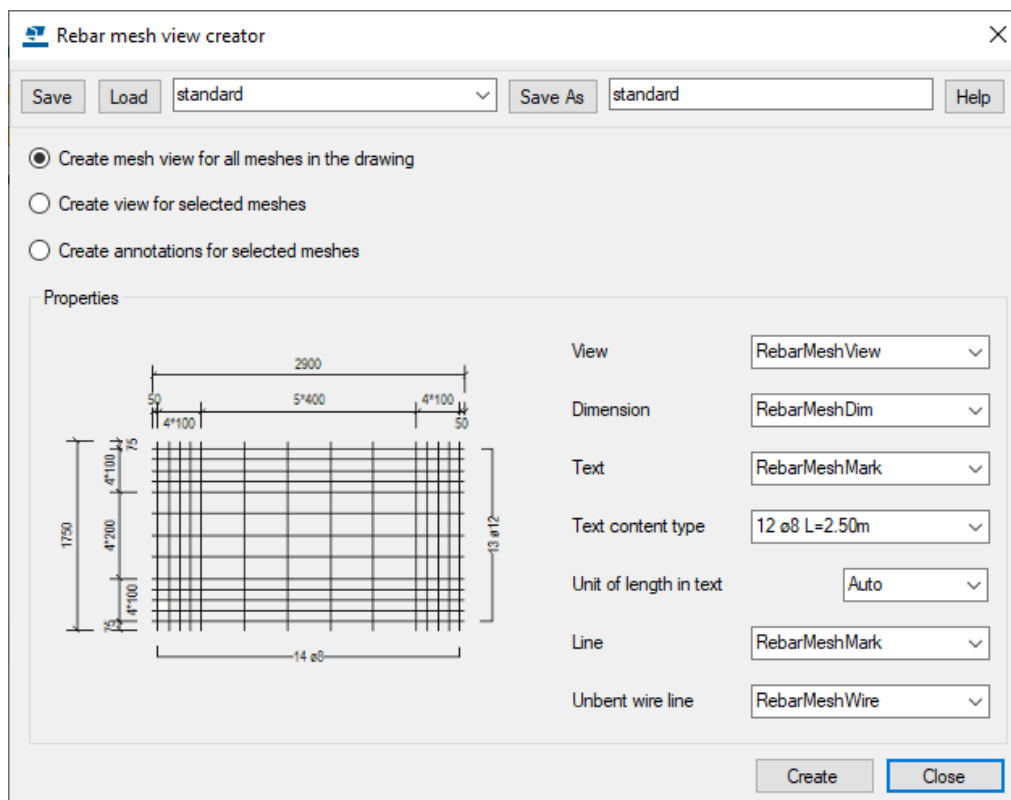 Rebar mesh view creator
Save Load standard Save As standard Help
Create mesh view for all meshes in the drawing
Create view for selected meshes
Create annotations for selected meshes
Properties
2900
50 5*400 4*100
4*100 50
75
4*100
1750
4*200
4*100
75
13 ø12
14 ø8
View RebarMeshView
Dimension RebarMeshDim
Text RebarMeshMark
Text content type 12 ø8 L=2.50m
Unit of length in text Auto
Line RebarMeshMark
Unbent wire line RebarMeshWire
Create Close